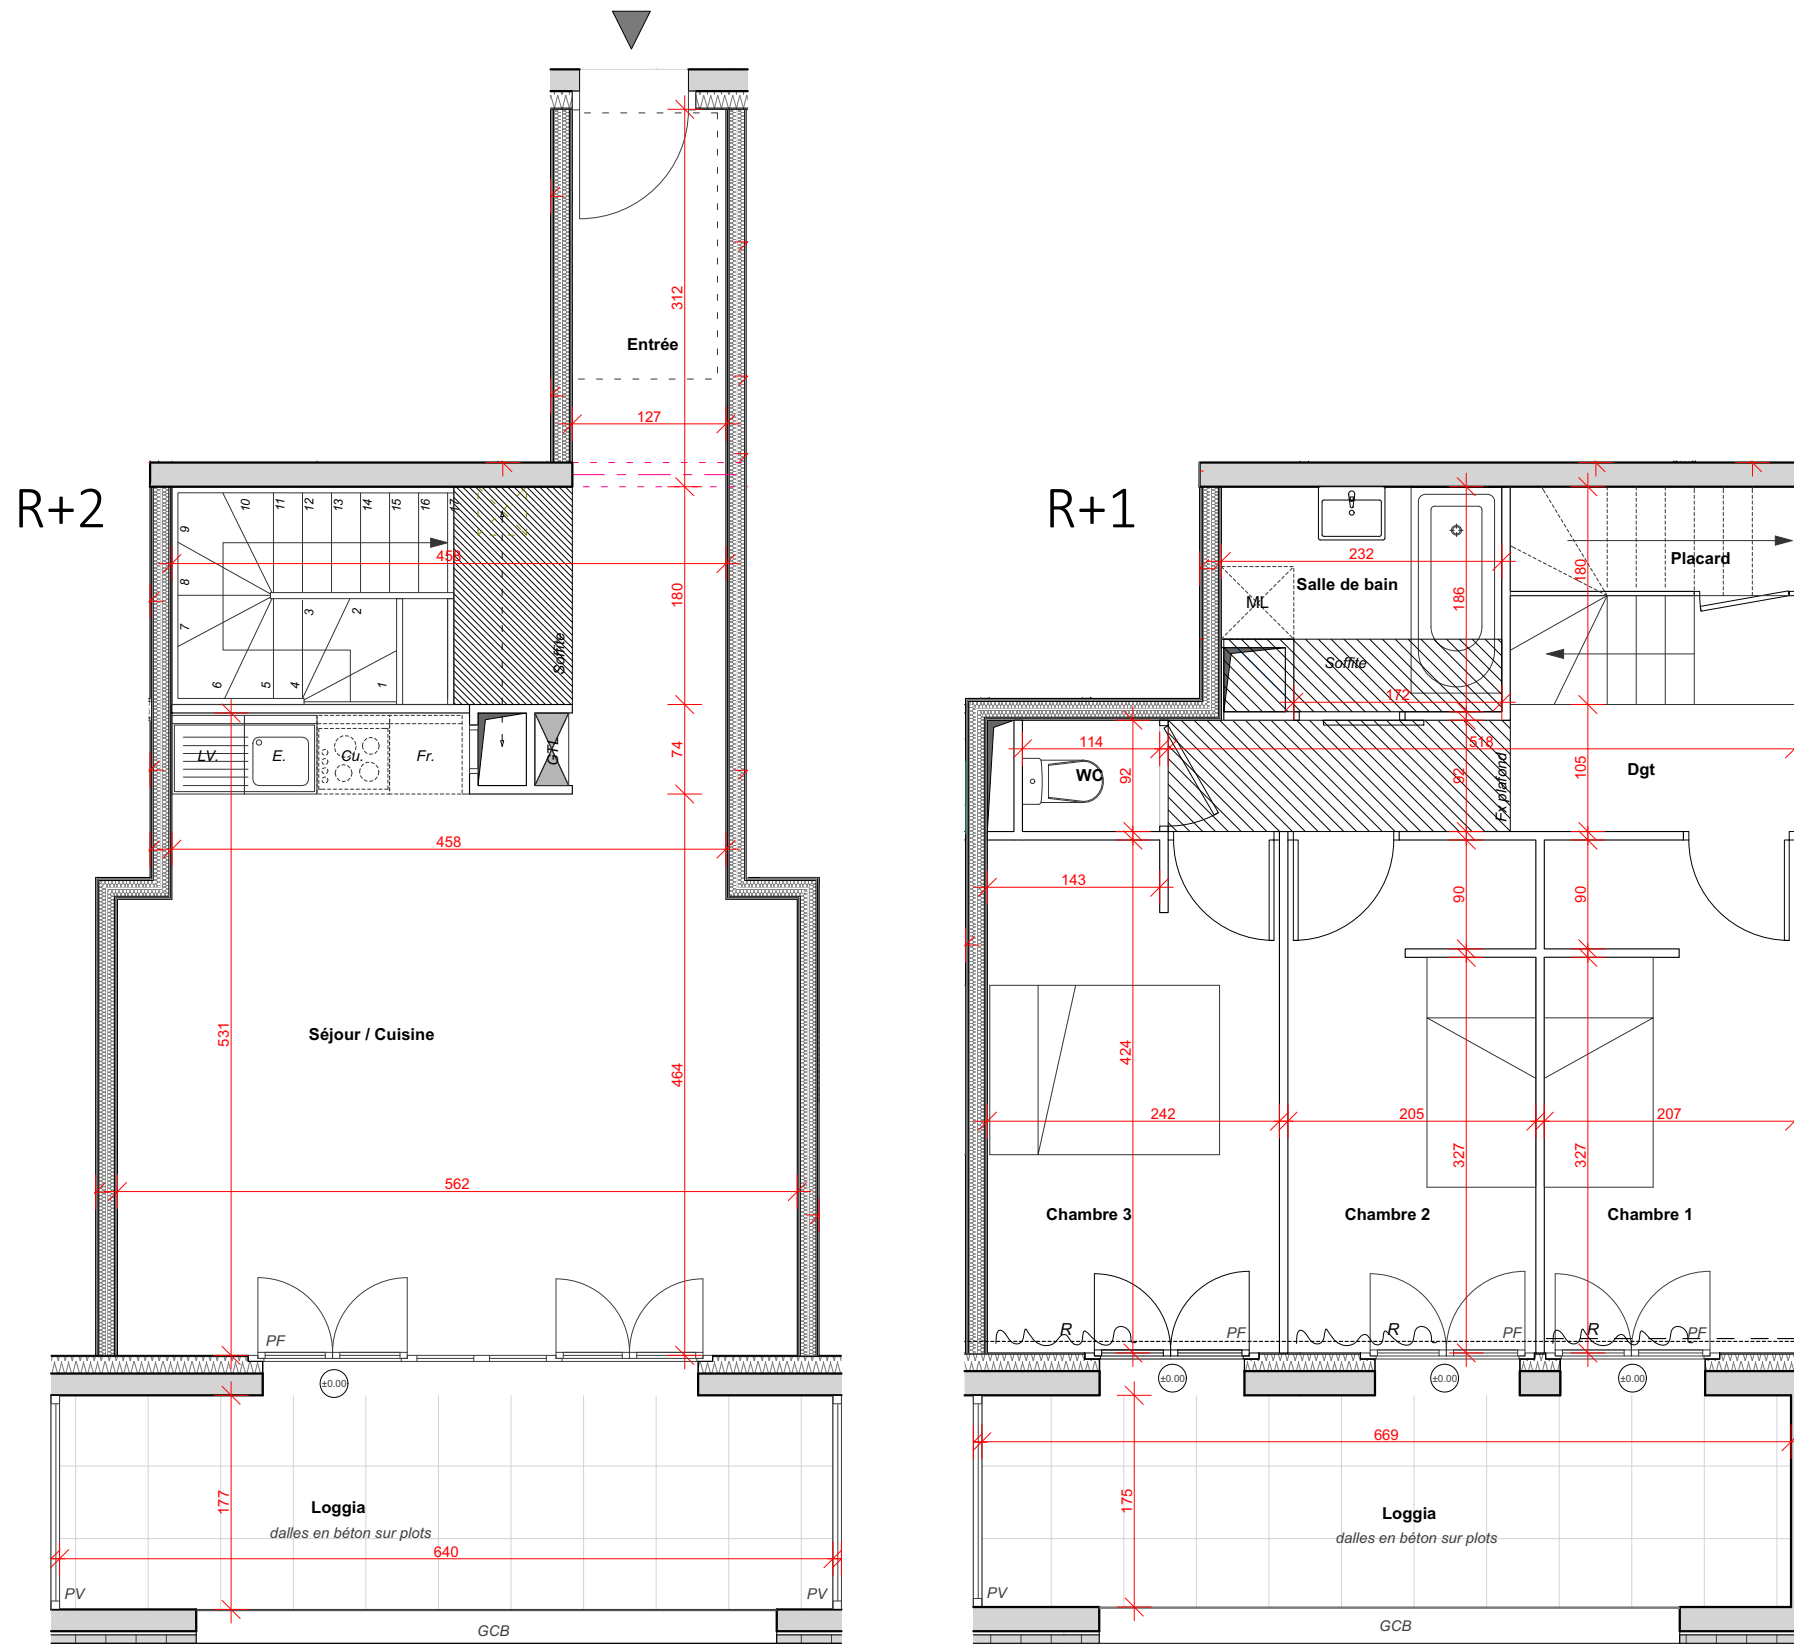 R+2
312
Entrée
127
10
11
12
13
14
15
16
17
9
458
8
3
2
180
7
Soffite
6
5
4
1
LV.
E.
Cu.
Fr.
GTL
74
458
531
Séjour / Cuisine
464
562
PF
±0.00
177
Loggia
dalles en béton sur plots
640
PV
PV
GCB
R+1
232
180
Placard
Salle de bain
186
ML
Soffite
172
114
518
WC
92
92
Fx plafond
105
Dgt
143
90
90
424
242
205
207
327
327
Chambre 3
Chambre 2
Chambre 1
R
PF
R
PF
R
PF
±0.00
±0.00
±0.00
669
175
Loggia
dalles en béton sur plots
PV
GCB